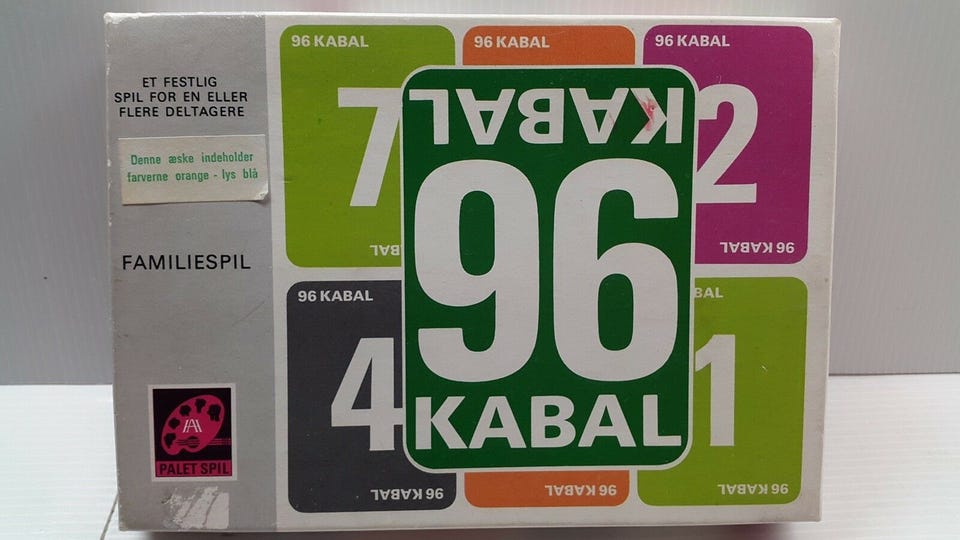 ET FESTLIG
SPIL FOR EN ELLER
FLERE DELTAGERE
Denne æske indeholder
farverne orange - lys blå
FAMILIESPIL
PALET SPIL
96 KABAL
7
KABAL
96 KABAL
96 KABAL
96 KABAL
2
96 KABAL
KABAL
96
KABAL
96 KABAL
4
96 KABAL
BAL
1
96 KABAL